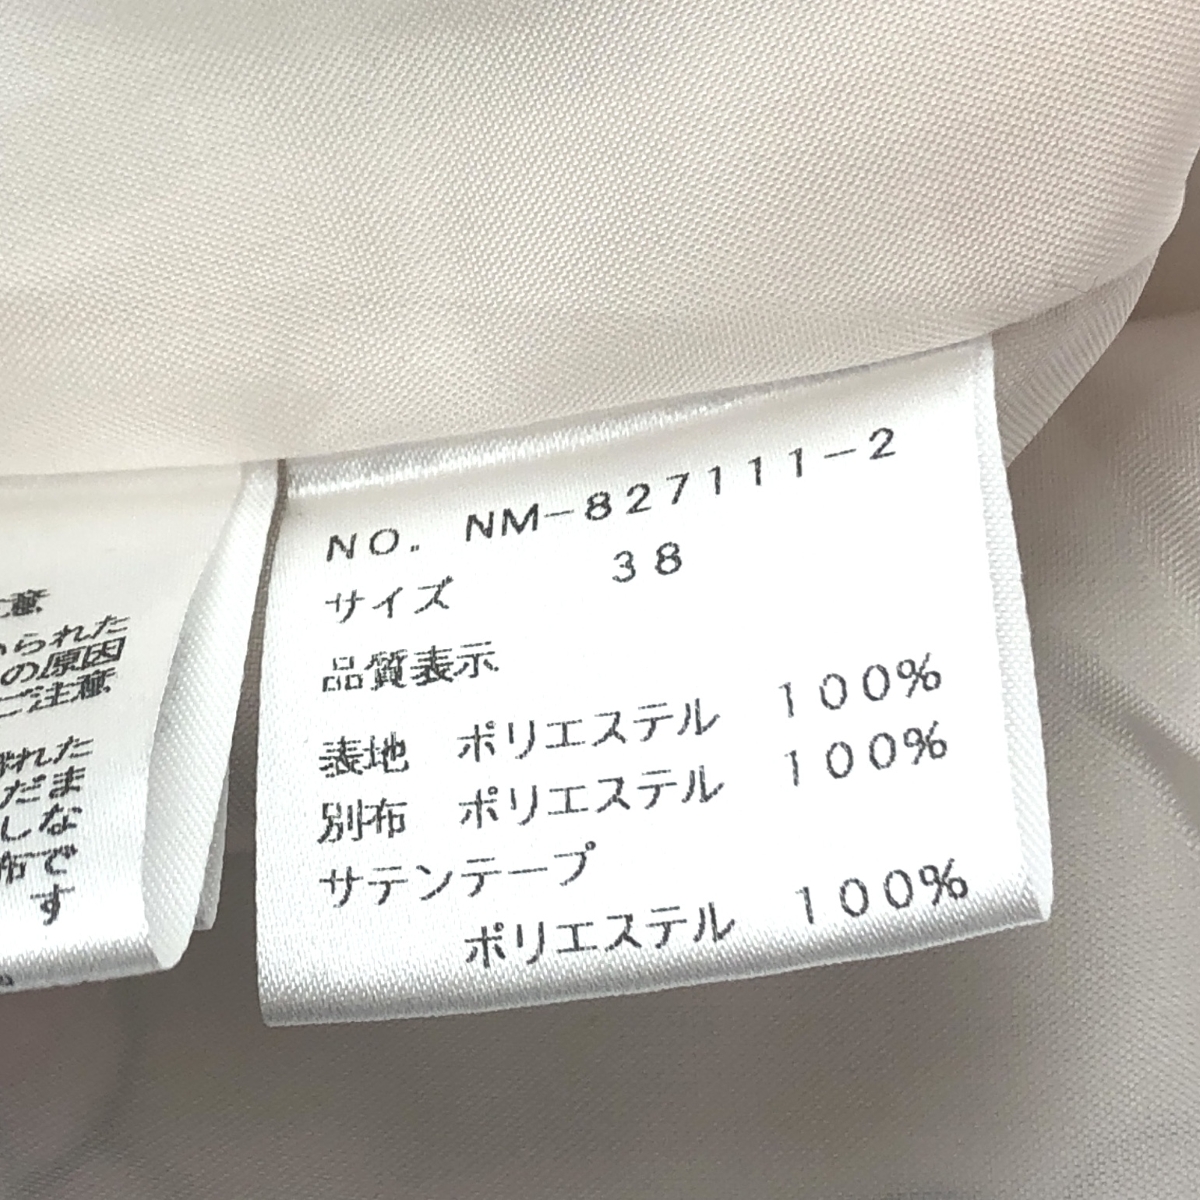 NO. NM-827111-2
サイズ 38
品質表示
表地 ポリエステル 100%
別布 ポリエステル 100%
サテンテープ
ポリエステル 100%
注意
られた
の原因
ご注意
れた
だま
しな
布で
す